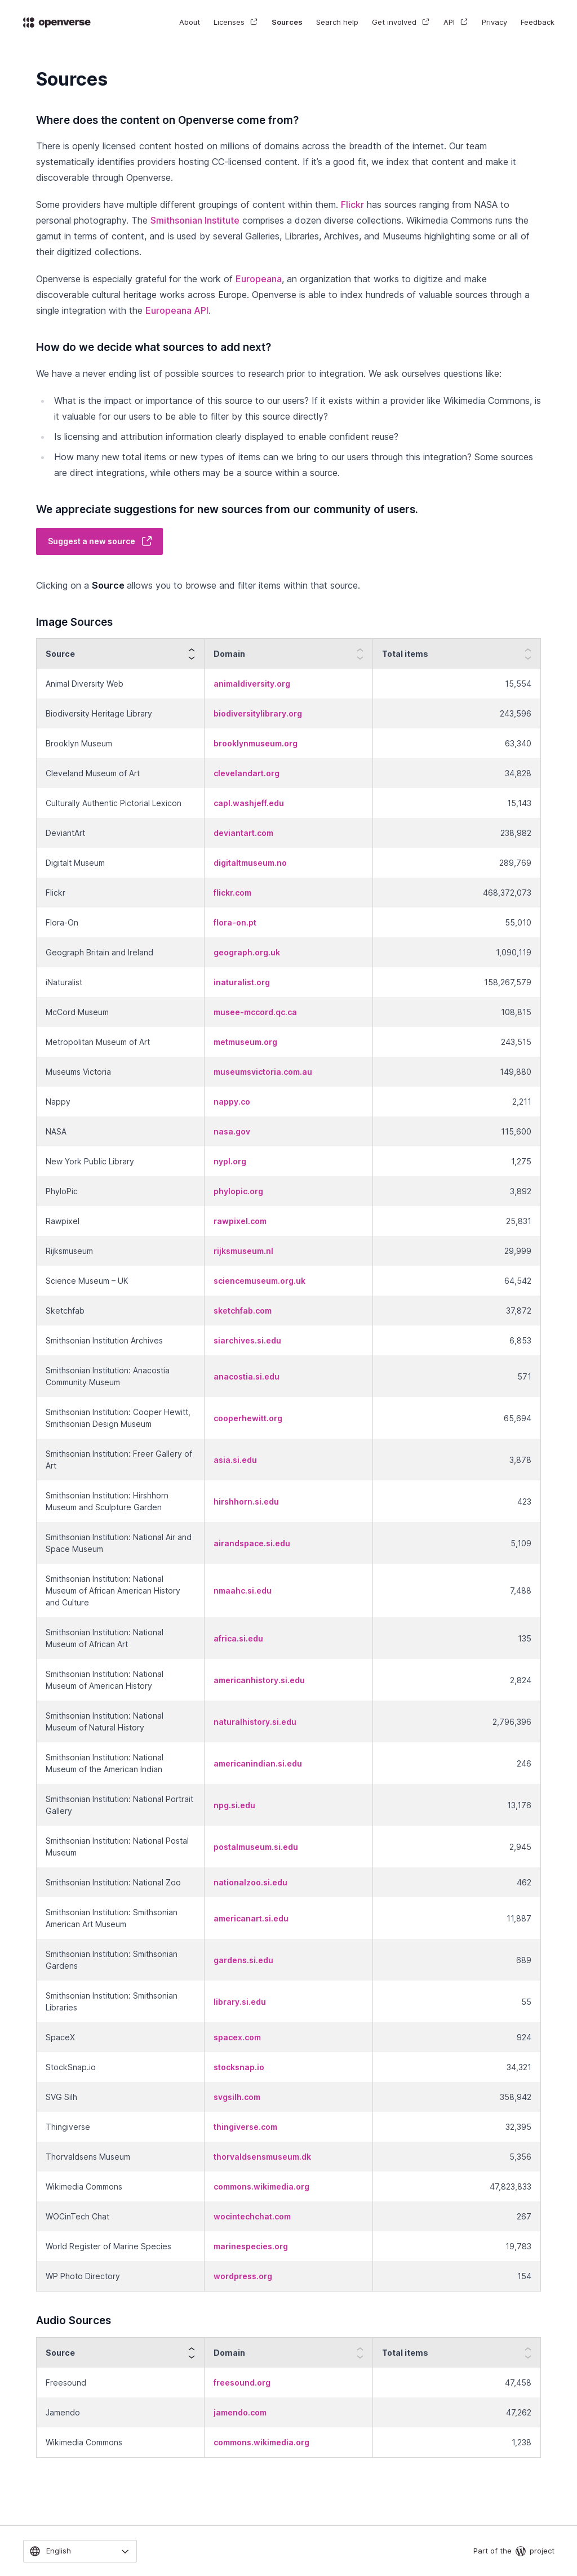 openverse
About
Licenses
Sources
Search help
Get involved
API
Privacy
Feedback
Sources
Where does the content on Openverse come from?
There is openly licensed content hosted on millions of domains across the breadth of the internet. Our team
systematically identifies providers hosting CC-licensed content. If it’s a good fit, we index that content and make it
discoverable through Openverse.
Some providers have multiple different groupings of content within them. Flickr has sources ranging from NASA to
personal photography. The Smithsonian Institute comprises a dozen diverse collections. Wikimedia Commons runs the
gamut in terms of content, and is used by several Galleries, Libraries, Archives, and Museums highlighting some or all of
their digitized collections.
Openverse is especially grateful for the work of Europeana, an organization that works to digitize and make
discoverable cultural heritage works across Europe. Openverse is able to index hundreds of valuable sources through a
single integration with the Europeana API.
How do we decide what sources to add next?
We have a never ending list of possible sources to research prior to integration. We ask ourselves questions like:
What is the impact or importance of this source to our users? If it exists within a provider like Wikimedia Commons, is
it valuable for our users to be able to filter by this source directly?
Is licensing and attribution information clearly displayed to enable confident reuse?
How many new total items or new types of items can we bring to our users through this integration? Some sources
are direct integrations, while others may be a source within a source.
We appreciate suggestions for new sources from our community of users.
Suggest a new source
Clicking on a Source allows you to browse and filter items within that source.
Image Sources
Source Domain Total items
Animal Diversity Web animaldiversity.org 15,554
Biodiversity Heritage Library biodiversitylibrary.org 243,596
Brooklyn Museum brooklynmuseum.org 63,340
Cleveland Museum of Art clevelandart.org 34,828
Culturally Authentic Pictorial Lexicon capl.washjeff.edu 15,143
DeviantArt deviantart.com 238,982
Digitalt Museum digitaltmuseum.no 289,769
Flickr flickr.com 468,372,073
Flora-On flora-on.pt 55,010
Geograph Britain and Ireland geograph.org.uk 1,090,119
iNaturalist inaturalist.org 158,267,579
McCord Museum musee-mccord.qc.ca 108,815
Metropolitan Museum of Art metmuseum.org 243,515
Museums Victoria museumsvictoria.com.au 149,880
Nappy nappy.co 2,211
NASA nasa.gov 115,600
New York Public Library nypl.org 1,275
PhyloPic phylopic.org 3,892
Rawpixel rawpixel.com 25,831
Rijksmuseum rijksmuseum.nl 29,999
Science Museum – UK sciencemuseum.org.uk 64,542
Sketchfab sketchfab.com 37,872
Smithsonian Institution Archives siarchives.si.edu 6,853
Smithsonian Institution: Anacostia
Community Museum
anacostia.si.edu 571
Smithsonian Institution: Cooper Hewitt,
Smithsonian Design Museum
cooperhewitt.org 65,694
Smithsonian Institution: Freer Gallery of
Art
asia.si.edu 3,878
Smithsonian Institution: Hirshhorn
Museum and Sculpture Garden
hirshhorn.si.edu 423
Smithsonian Institution: National Air and
Space Museum
airandspace.si.edu 5,109
Smithsonian Institution: National
Museum of African American History
and Culture
nmaahc.si.edu 7,488
Smithsonian Institution: National
Museum of African Art
africa.si.edu 135
Smithsonian Institution: National
Museum of American History
americanhistory.si.edu 2,824
Smithsonian Institution: National
Museum of Natural History
naturalhistory.si.edu 2,796,396
Smithsonian Institution: National
Museum of the American Indian
americanindian.si.edu 246
Smithsonian Institution: National Portrait
Gallery
npg.si.edu 13,176
Smithsonian Institution: National Postal
Museum
postalmuseum.si.edu 2,945
Smithsonian Institution: National Zoo nationalzoo.si.edu 462
Smithsonian Institution: Smithsonian
American Art Museum
americanart.si.edu 11,887
Smithsonian Institution: Smithsonian
Gardens
gardens.si.edu 689
Smithsonian Institution: Smithsonian
Libraries
library.si.edu 55
SpaceX spacex.com 924
StockSnap.io stocksnap.io 34,321
SVG Silh svgsilh.com 358,942
Thingiverse thingiverse.com 32,395
Thorvaldsens Museum thorvaldsensmuseum.dk 5,356
Wikimedia Commons commons.wikimedia.org 47,823,833
WOCinTech Chat wocintechchat.com 267
World Register of Marine Species marinespecies.org 19,783
WP Photo Directory wordpress.org 154
Audio Sources
Source Domain Total items
Freesound freesound.org 47,458
Jamendo jamendo.com 47,262
Wikimedia Commons commons.wikimedia.org 1,238
English
Part of the project